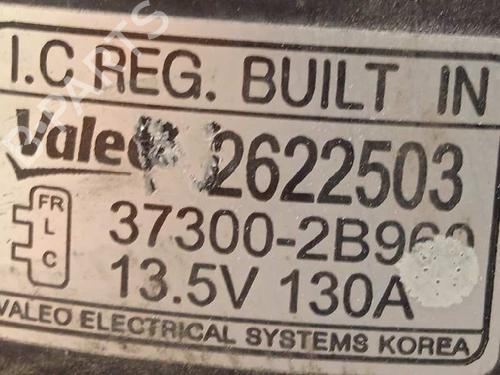 I.C REG. BUILT IN
Valeo 2622503
FR
L
C
37300-2B960
13.5V 130A
VALEO ELECTRICAL SYSTEMS KOREA